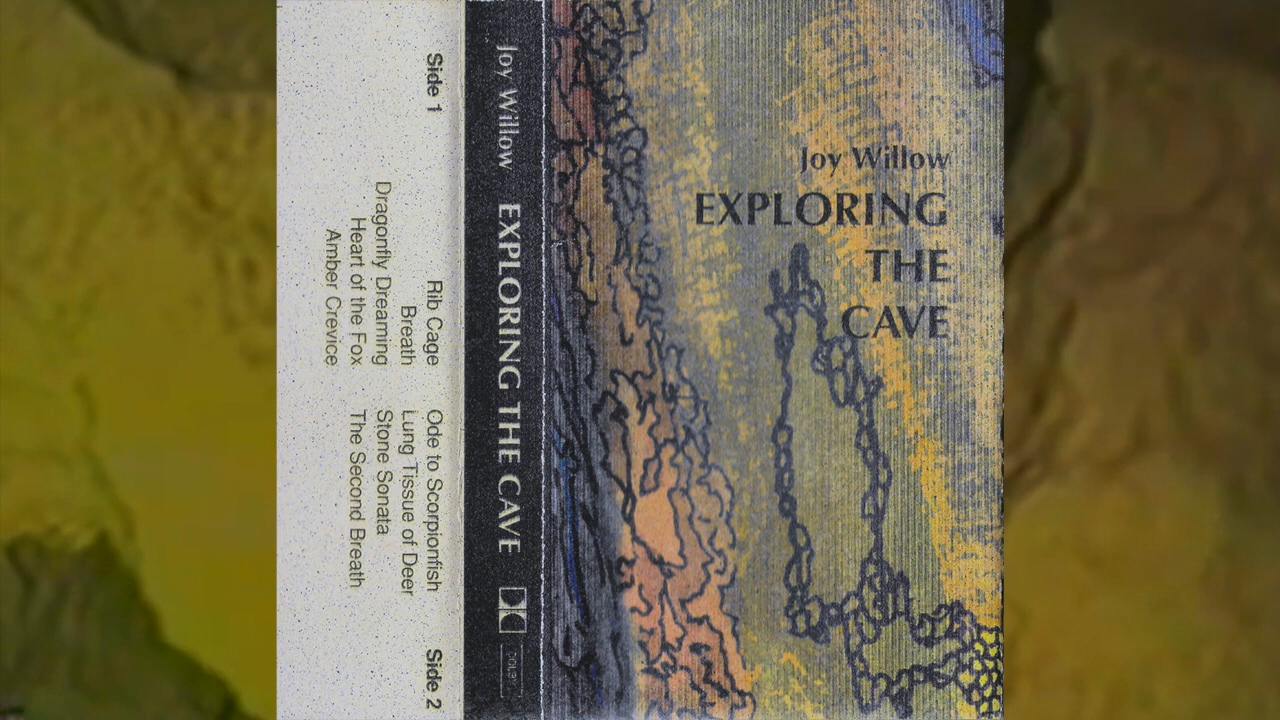 Side 1
Rib Cage
Breath
Dragonfly Dreaming
Heart of the Fox
Amber Crevice
Ode to Scorpionfish
Lung Tissue of Deer
Stone Sonata
The Second Breath
Side 2
Joy Willow EXPLORING THE CAVE
DOLBY
Joy Willow
EXPLORING
THE
CAVE